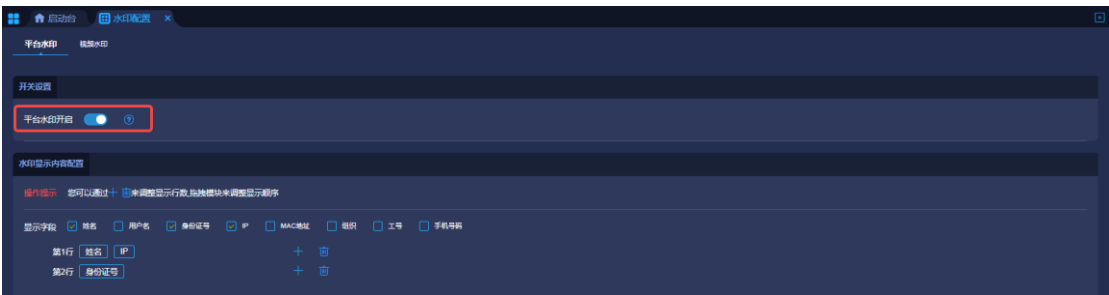 启动台 水印配置 ×
平台水印 视频水印
开关设置
平台水印开启
水印显示内容配置
操作提示 您可以通过+ 来调整显示行数,拖拽模块来调整显示顺序
显示字段 姓名 用户名 身份证号 IP MAC地址 组织 工号 手机号码
第1行 姓名 IP
第2行 身份证号